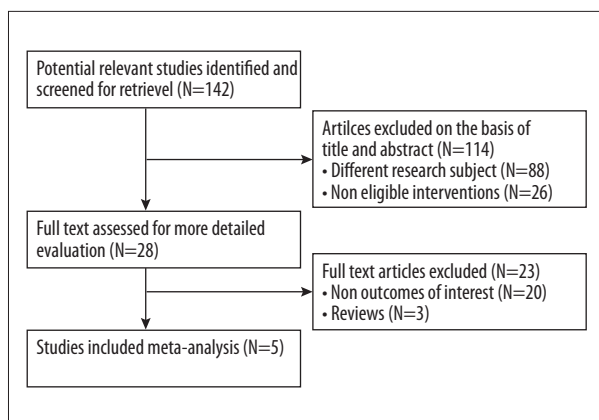 Potential relevant studies identified and
screened for retrievel (N=142)
Artilces excluded on the basis of
title and abstract (N=114)
• Different research subject (N=88)
• Non eligible interventions (N=26)
Full text assessed for more detailed
evaluation (N=28)
Full text articles excluded (N=23)
• Non outcomes of interest (N=20)
• Reviews (N=3)
Studies included meta-analysis (N=5)